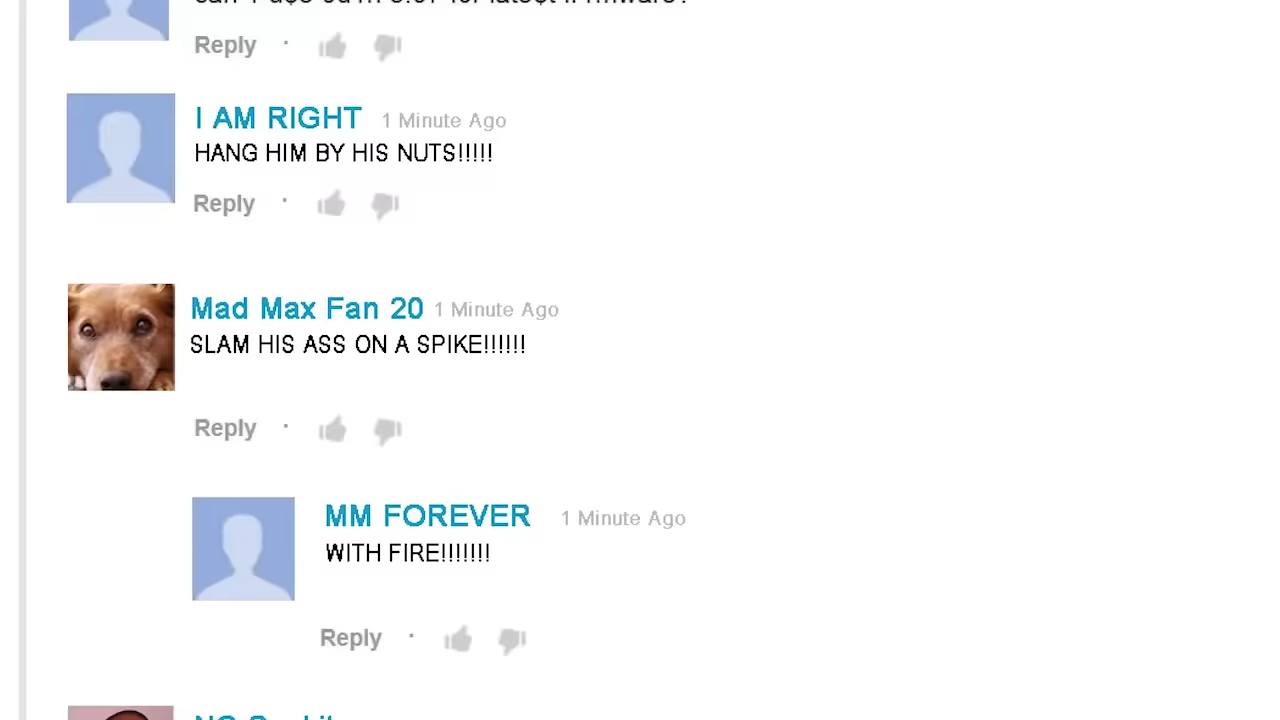 Reply ·
I AM RIGHT 1 Minute Ago
HANG HIM BY HIS NUTS!!!!!
Reply ·
Mad Max Fan 20 1 Minute Ago
SLAM HIS ASS ON A SPIKE!!!!!!
Reply ·
MM FOREVER 1 Minute Ago
WITH FIRE!!!!!!!
Reply ·